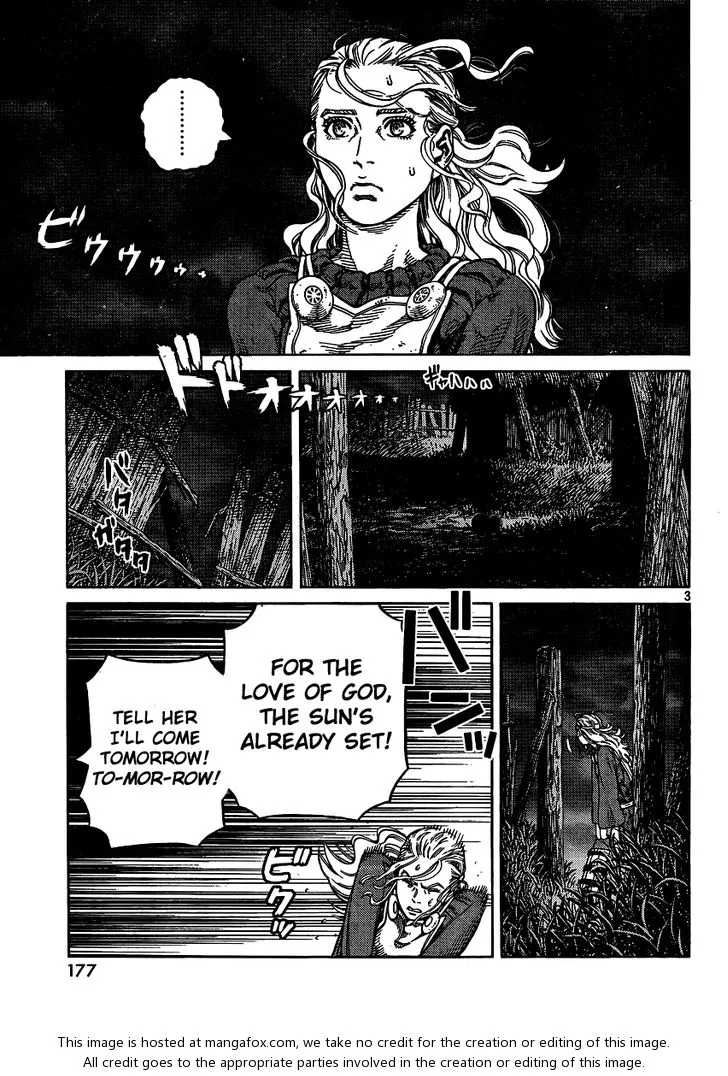 ………
ビゥゥゥゥ...
ドドォオオオオ...
ギャハハハ
バタ
ガタタタ
3
バーン!!
FOR THE
LOVE OF GOD,
THE SUN'S
ALREADY SET!
TELL HER
I'LL COME
TOMORROW!
TO-MOR-ROW!
ビクッ
177
This image is hosted at mangafox.com, we take no credit for the creation or editing of this image.
All credit goes to the appropriate parties involved in the creation or editing of this image.